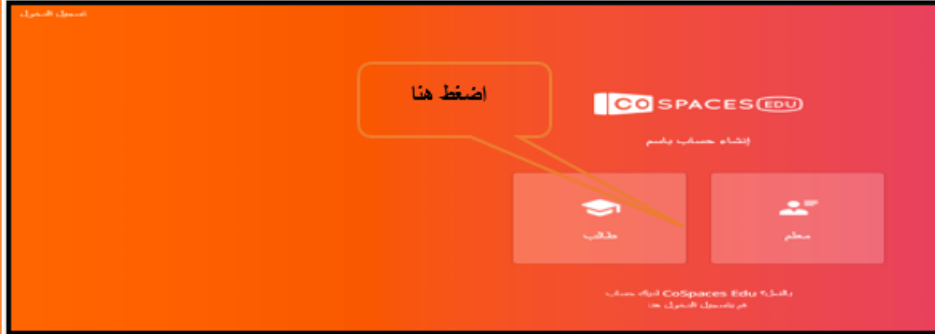 تسجيل الدخول
اضغط هنا
CO SPACES EDU
إنشاء حساب باسم
معلم
طالب
لديك حساب CoSpaces Edu بالفعل؟
قم بتسجيل الدخول هنا